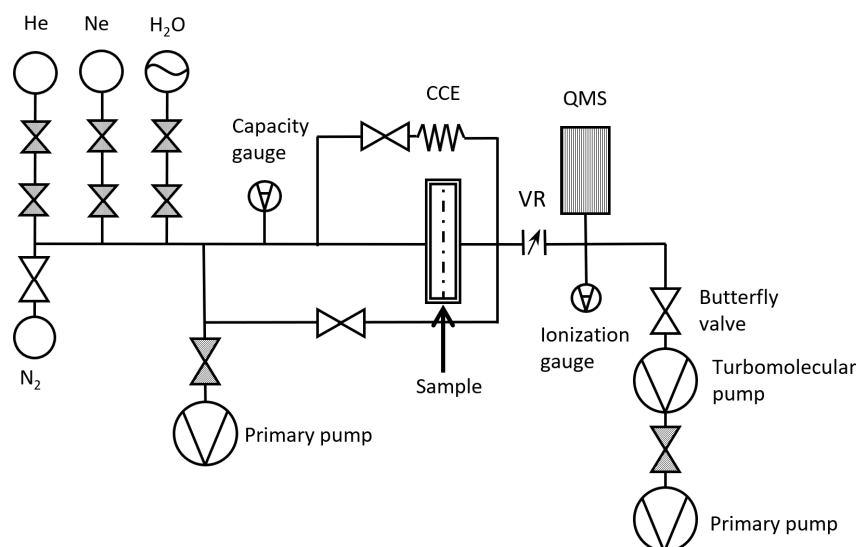 He
Ne
H₂O
CCE
QMS
Capacity
gauge
VR
Butterfly
valve
Ionization
gauge
N₂
Sample
Turbomolecular
pump
Primary pump
Primary pump